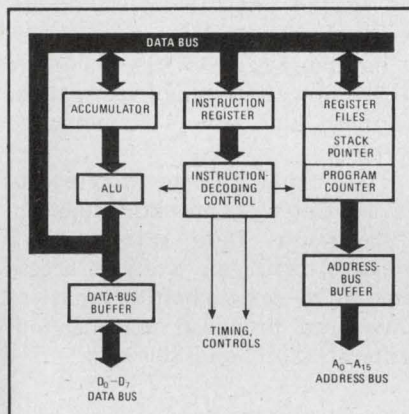 DATA BUS
ACCUMULATOR
INSTRUCTION
REGISTER
REGISTER
FILES
STACK
POINTER
PROGRAM
COUNTER
ALU
INSTRUCTION-
DECODING
CONTROL
DATA-BUS
BUFFER
ADDRESS-
BUS
BUFFER
TIMING,
CONTROLS
D₀–D₇
DATA BUS
A₀–A₁₅
ADDRESS BUS